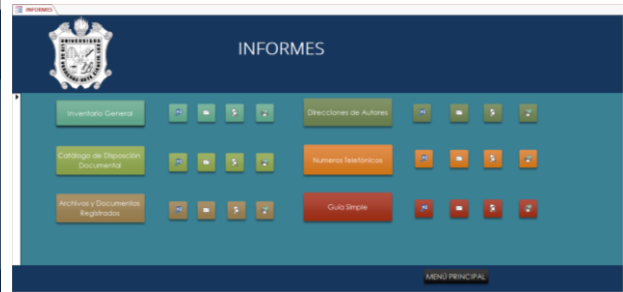 INFORMES
INFORMES
Inventario General
Direcciones de Autores
Catálogo de Disposición
Documental
Numeros Telefónicos
Archivos y Documentos
Registrados
Guía Simple
MENÚ PRINCIPAL